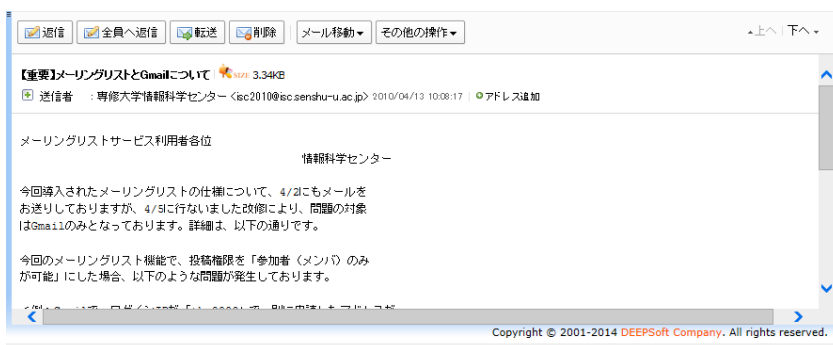 返信 全員へ返信 転送 削除 メール移動 その他の操作 上へ 下へ
【重要】メーリングリストとGmailについて SIZE 3.34KB
送信者 :専修大学情報科学センター <isc2010@isc.senshu-u.ac.jp> 2010/04/13 10:08:17 アドレス追加
メーリングリストサービス利用者各位
情報科学センター
今回導入されたメーリングリストの仕様について、4/2にもメールを
お送りしておりますが、4/5に行ないました改修により、問題の対象
はGmailのみとなっております。詳細は、以下の通りです。
今回のメーリングリスト機能で、投稿権限を「参加者（メンバ）のみ
が可能」にした場合、以下のような問題が発生しております。
Copyright © 2001-2014 DEEPSoft Company. All rights reserved.